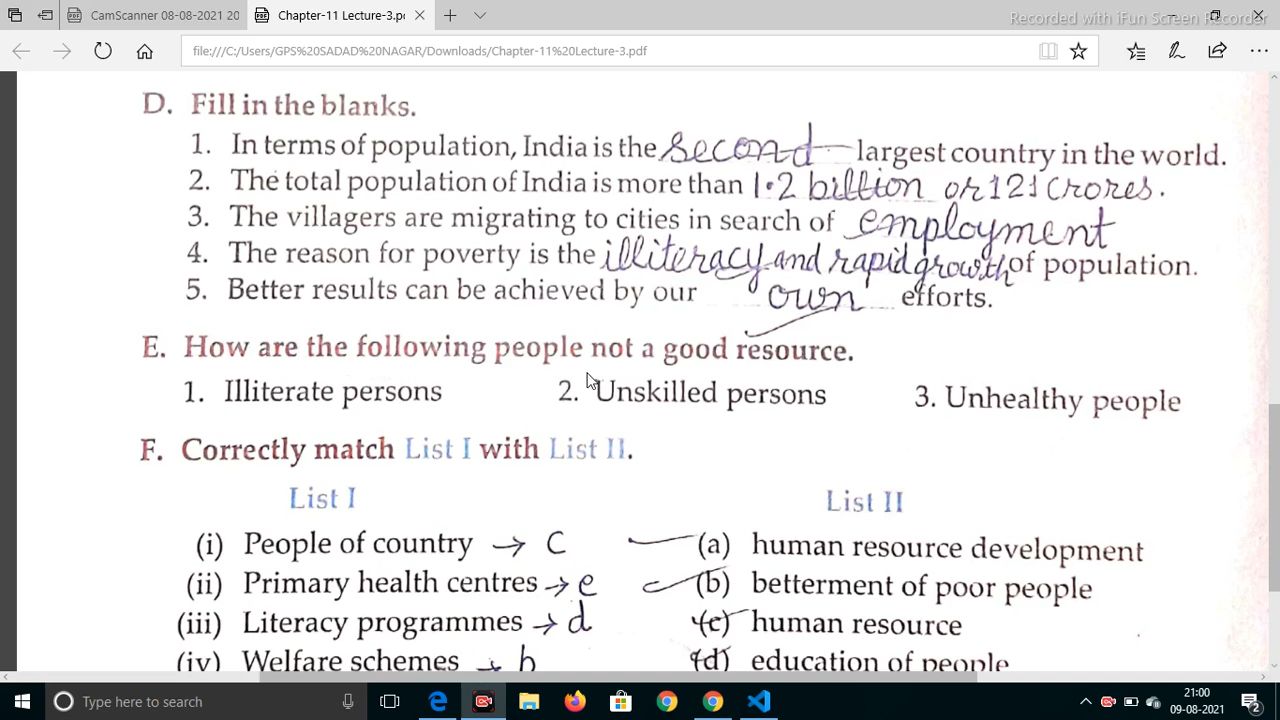 CamScanner 08-08-2021 20
Chapter-11 Lecture-3.p
Recorded with iFun Screen Recorder
file:///C:/Users/GPS%20SADAD%20NAGAR/Downloads/Chapter-11%20Lecture-3.pdf
D. Fill in the blanks.
1. In terms of population, India is the second largest country in the world.
2. The total population of India is more than 1.2 billion or 121 crores.
3. The villagers are migrating to cities in search of employment
4. The reason for poverty is the illiteracy and rapid growth of population.
5. Better results can be achieved by our own efforts.
E. How are the following people not a good resource.
1. Illiterate persons 2. Unskilled persons 3. Unhealthy people
F. Correctly match List I with List II.
List I List II
(i) People of country → c (a) human resource development
(ii) Primary health centres → e (b) betterment of poor people
(iii) Literacy programmes → d (c) human resource
(iv) Welfare schemes → b (d) education of people
Type here to search
21:00
09-08-2021
2